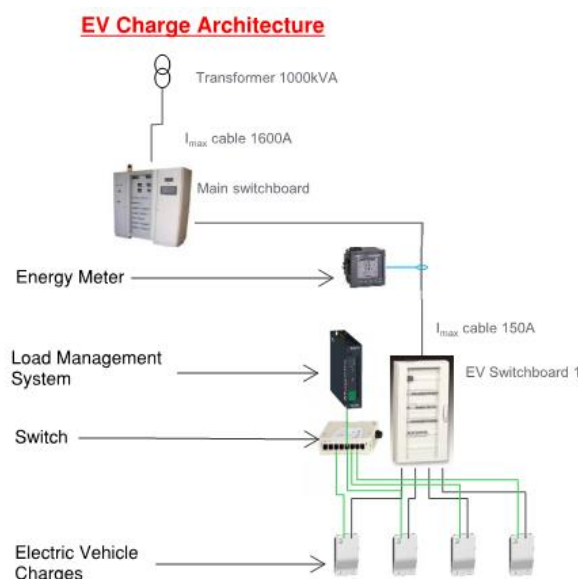 EV Charge Architecture
Transformer 1000kVA
Imax cable 1600A
Main switchboard
Energy Meter
Imax cable 150A
Load Management
System
EV Switchboard 1
Switch
Electric Vehicle
Charges